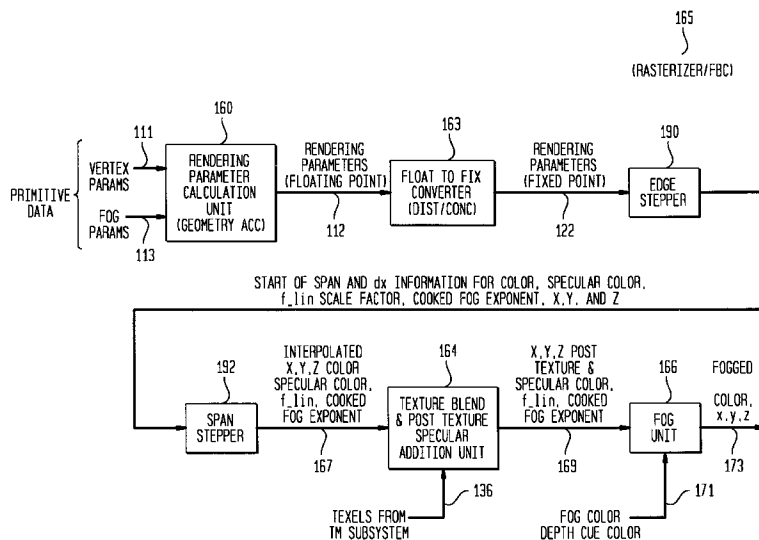 165
(RASTERIZER/FBC)
160
163
190
111
PRIMITIVE
DATA
VERTEX
PARAMS
FOG
PARAMS
113
RENDERING
PARAMETER
CALCULATION
UNIT
(GEOMETRY ACC)
RENDERING
PARAMETERS
(FLOATING POINT)
112
FLOAT TO FIX
CONVERTER
(DIST/CONC)
RENDERING
PARAMETERS
(FIXED POINT)
122
EDGE
STEPPER
START OF SPAN AND dx INFORMATION FOR COLOR, SPECULAR COLOR,
f_lin SCALE FACTOR, COOKED FOG EXPONENT, X,Y, AND Z
192
SPAN
STEPPER
INTERPOLATED
X,Y,Z COLOR
SPECULAR COLOR,
f_lin, COOKED
FOG EXPONENT
167
164
TEXTURE BLEND
& POST TEXTURE
SPECULAR
ADDITION UNIT
136
TEXELS FROM
TM SUBSYSTEM
X,Y,Z POST
TEXTURE &
SPECULAR COLOR,
f_lin, COOKED
FOG EXPONENT
169
166
FOG
UNIT
171
FOG COLOR
DEPTH CUE COLOR
FOGGED
COLOR,
x,y,z
173